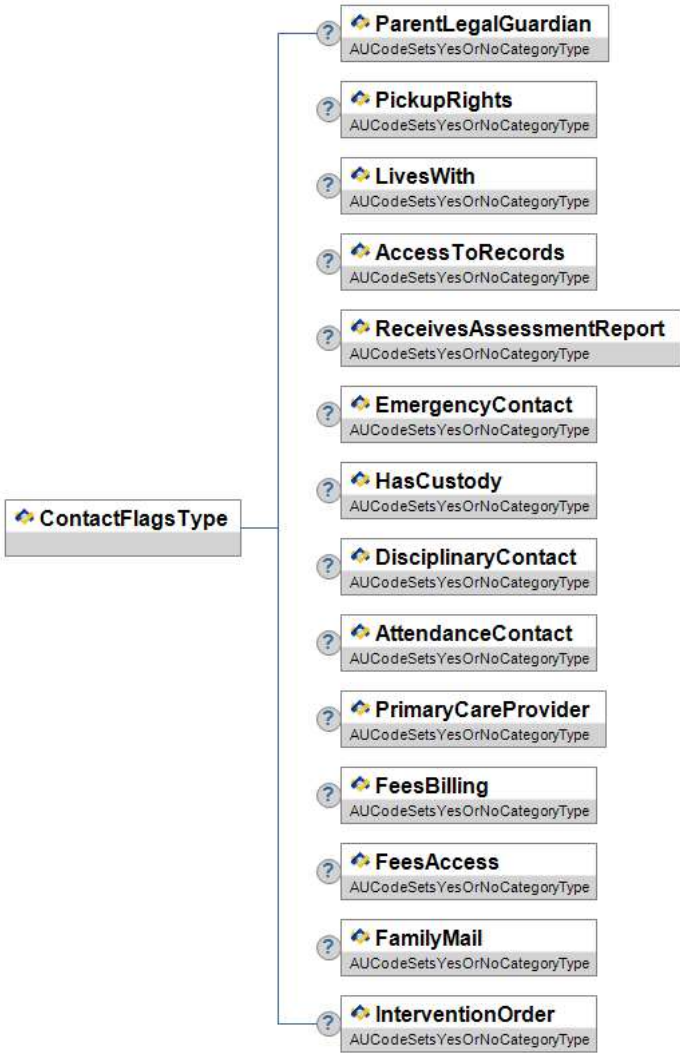 ? ParentLegalGuardian
AUCodeSetsYesOrNoCategoryType
? PickupRights
AUCodeSetsYesOrNoCategoryType
? LivesWith
AUCodeSetsYesOrNoCategoryType
? AccessToRecords
AUCodeSetsYesOrNoCategoryType
? ReceivesAssessmentReport
AUCodeSetsYesOrNoCategoryType
? EmergencyContact
AUCodeSetsYesOrNoCategoryType
? HasCustody
AUCodeSetsYesOrNoCategoryType
ContactFlagsType
? DisciplinaryContact
AUCodeSetsYesOrNoCategoryType
? AttendanceContact
AUCodeSetsYesOrNoCategoryType
? PrimaryCareProvider
AUCodeSetsYesOrNoCategoryType
? FeesBilling
AUCodeSetsYesOrNoCategoryType
? FeesAccess
AUCodeSetsYesOrNoCategoryType
? FamilyMail
AUCodeSetsYesOrNoCategoryType
? InterventionOrder
AUCodeSetsYesOrNoCategoryType